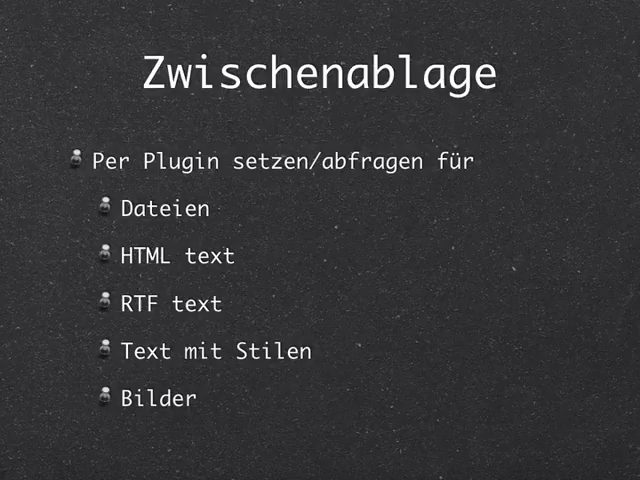 Zwischenablage
Per Plugin setzen/abfragen für
Dateien
HTML text
RTF text
Text mit Stilen
Bilder